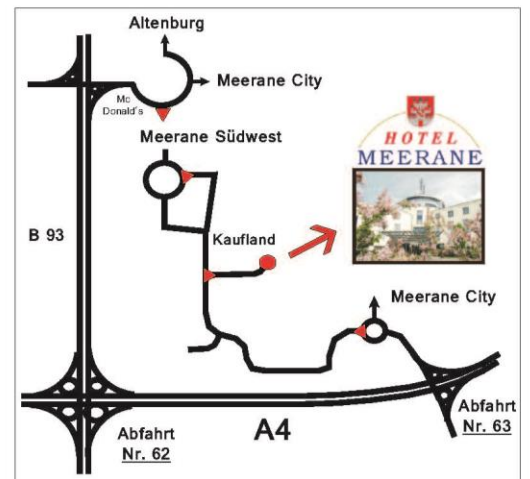 Altenburg
Meerane City
Mc
Donald's
Meerane Südwest
HOTEL
MEERANE
B 93
Kaufland
Meerane City
A4
Abfahrt
Nr. 62
Abfahrt
Nr. 63